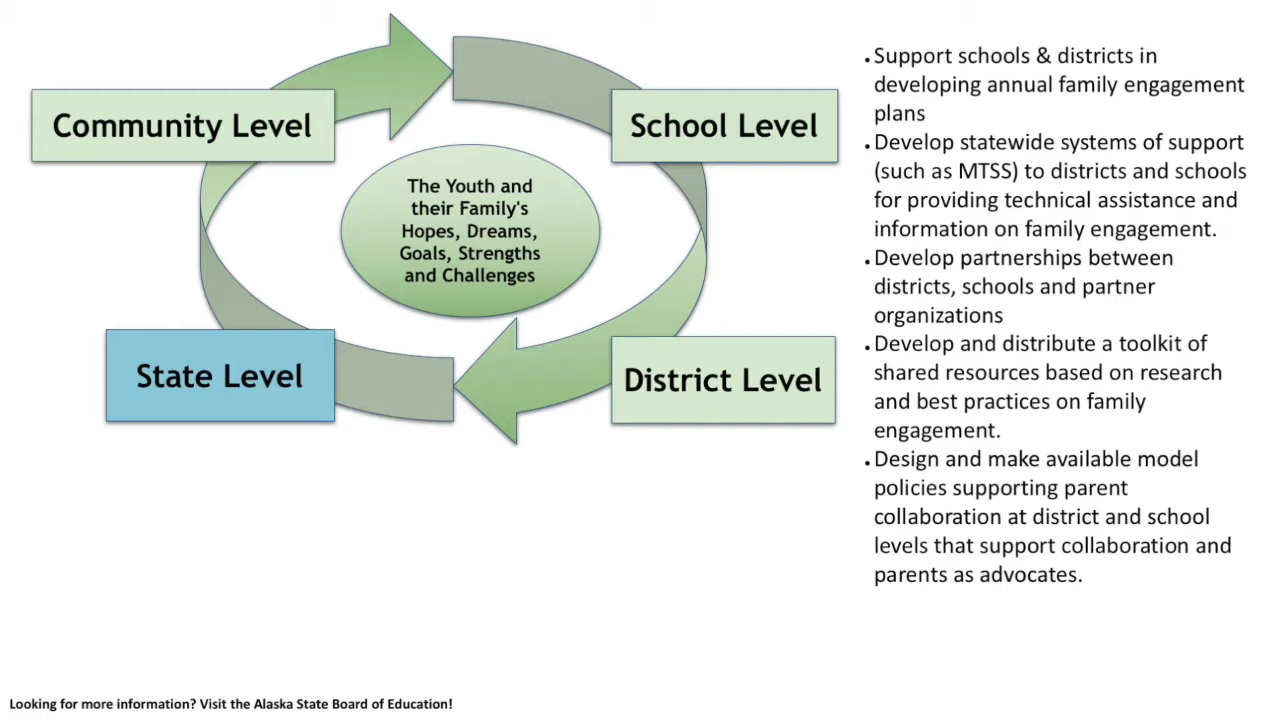 Community Level
School Level
The Youth and
their Family's
Hopes, Dreams,
Goals, Strengths
and Challenges
State Level
District Level
• Support schools & districts in
developing annual family engagement
plans
• Develop statewide systems of support
(such as MTSS) to districts and schools
for providing technical assistance and
information on family engagement.
• Develop partnerships between
districts, schools and partner
organizations
• Develop and distribute a toolkit of
shared resources based on research
and best practices on family
engagement.
• Design and make available model
policies supporting parent
collaboration at district and school
levels that support collaboration and
parents as advocates.
Looking for more information? Visit the Alaska State Board of Education!